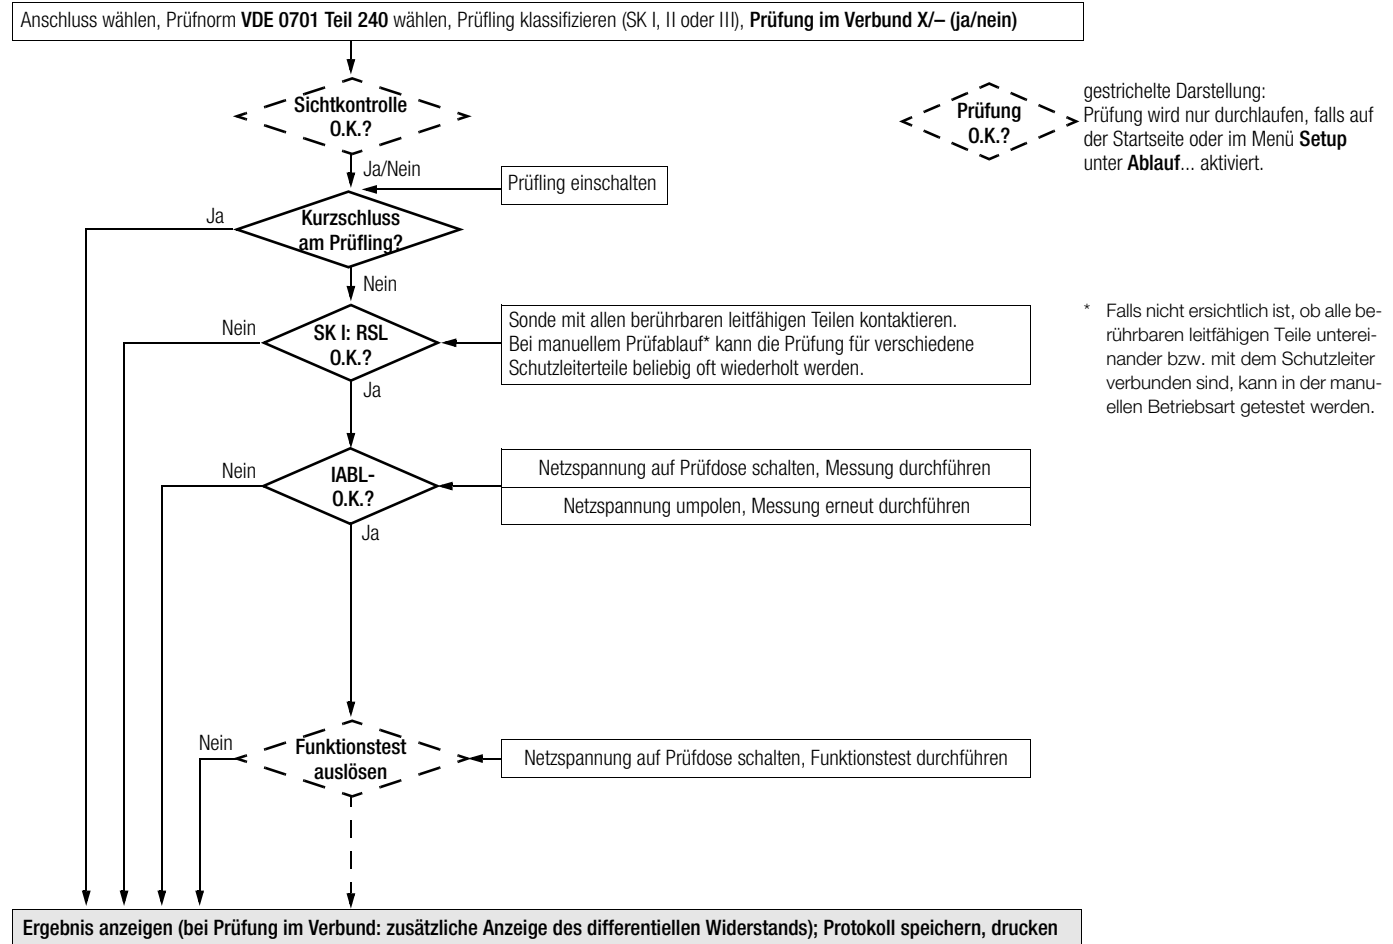 Anschluss wählen, Prüfnorm VDE 0701 Teil 240 wählen, Prüfling klassifizieren (SK I, II oder III), Prüfung im Verbund X/– (ja/nein)
Sichtkontrolle
O.K.?
Prüfung
O.K.?
gestrichelte Darstellung:
Prüfung wird nur durchlaufen, falls auf
der Startseite oder im Menü Setup
unter Ablauf... aktiviert.
Ja/Nein
Prüfling einschalten
Ja
Kurzschluss
am Prüfling?
Nein
Nein
SK I: RSL
O.K.?
Sonde mit allen berührbaren leitfähigen Teilen kontaktieren.
Bei manuellem Prüfablauf* kann die Prüfung für verschiedene
Schutzleiterteile beliebig oft wiederholt werden.
* Falls nicht ersichtlich ist, ob alle be-
rührbaren leitfähigen Teile unterei-
nander bzw. mit dem Schutzleiter
verbunden sind, kann in der manu-
ellen Betriebsart getestet werden.
Ja
Nein
IABL-
O.K.?
Netzspannung auf Prüfdose schalten, Messung durchführen
Netzspannung umpolen, Messung erneut durchführen
Ja
Nein
Funktionstest
auslösen
Netzspannung auf Prüfdose schalten, Funktionstest durchführen
Ergebnis anzeigen (bei Prüfung im Verbund: zusätzliche Anzeige des differentiellen Widerstands); Protokoll speichern, drucken